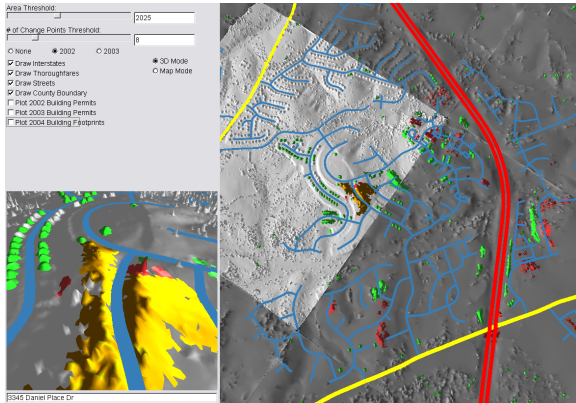 Area Threshold:
2025
# of Change Points Threshold:
8
None 2002 2003
Draw Interstates
3D Mode
Draw Thoroughfares
Map Mode
Draw Streets
Draw County Boundary
Plot 2002 Building Permits
Plot 2003 Building Permits
Plot 2004 Building Footprints
3345 Daniel Place Dr